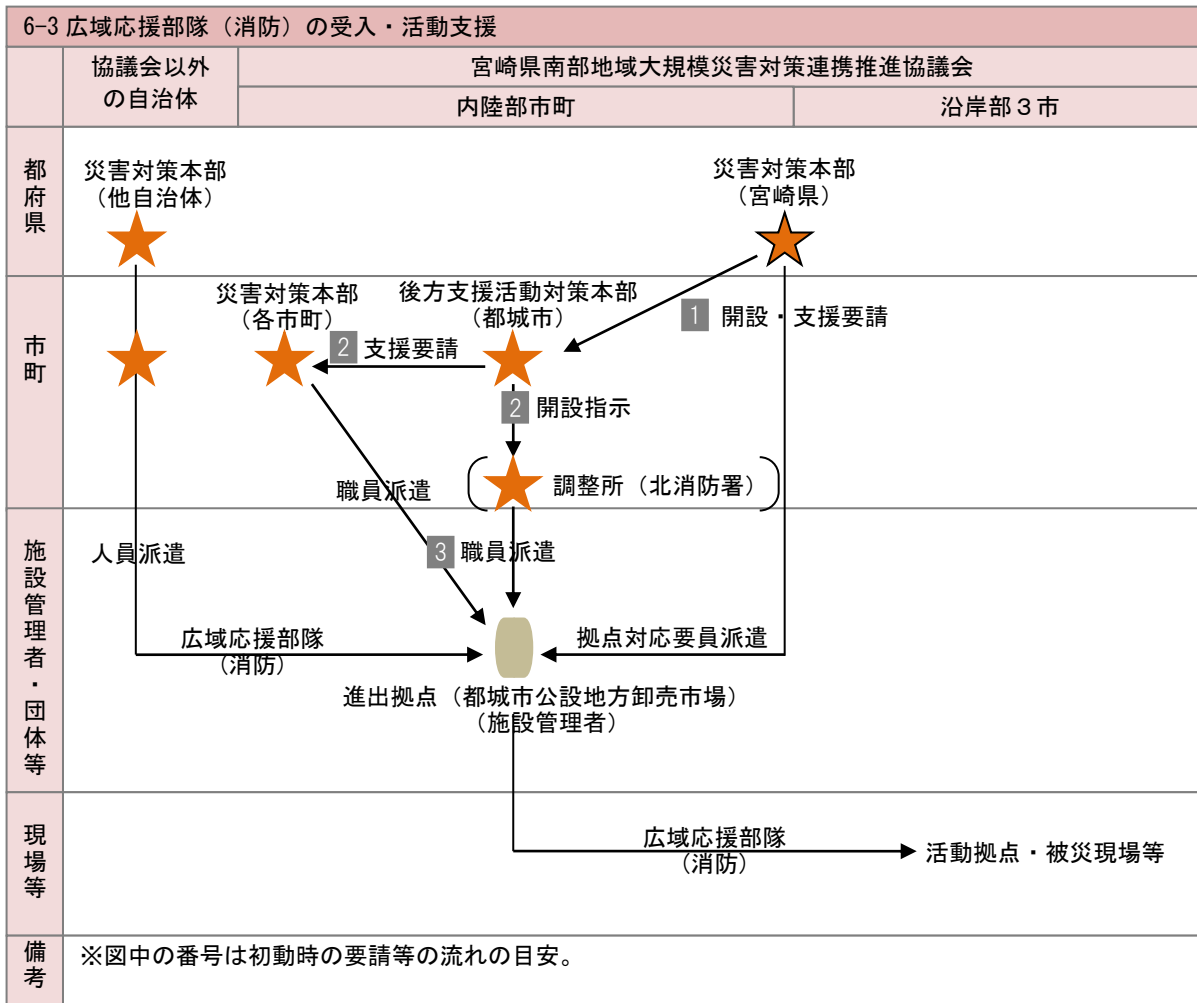 6-3 広域応援部隊（消防）の受入・活動支援
協議会以外
の自治体
宮崎県南部地域大規模災害対策連携推進協議会
内陸部市町
沿岸部３市
都府県
災害対策本部
（他自治体）
災害対策本部
（宮崎県）
市町
災害対策本部
（各市町）
後方支援活動対策本部
（都城市）
1 開設・支援要請
2 支援要請
2 開設指示
調整所（北消防署）
職員派遣
施設管理者・団体等
人員派遣
3 職員派遣
広域応援部隊
（消防）
拠点対応要員派遣
進出拠点（都城市公設地方卸売市場）
（施設管理者）
現場等
広域応援部隊
（消防）
活動拠点・被災現場等
備考
※図中の番号は初動時の要請等の流れの目安。